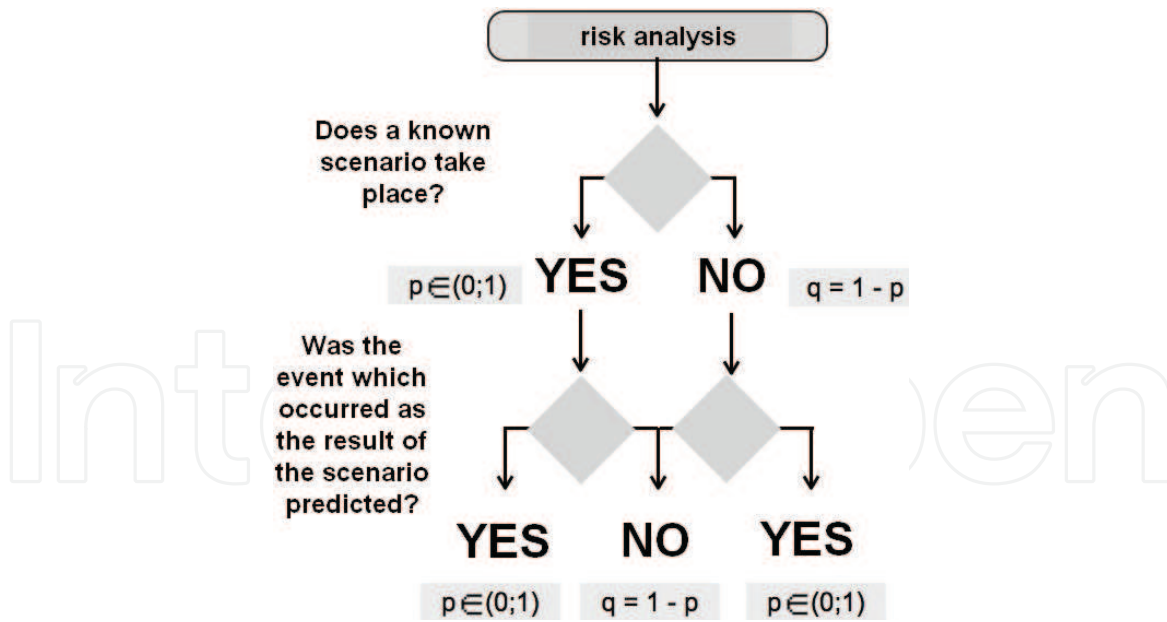 risk analysis
Does a known
scenario take
place?
YES
NO
p∈(0;1)
q = 1 - p
Was the
event which
occurred as
the result of
the scenario
predicted?
YES
NO
YES
p∈(0;1)
q = 1 - p
p∈(0;1)